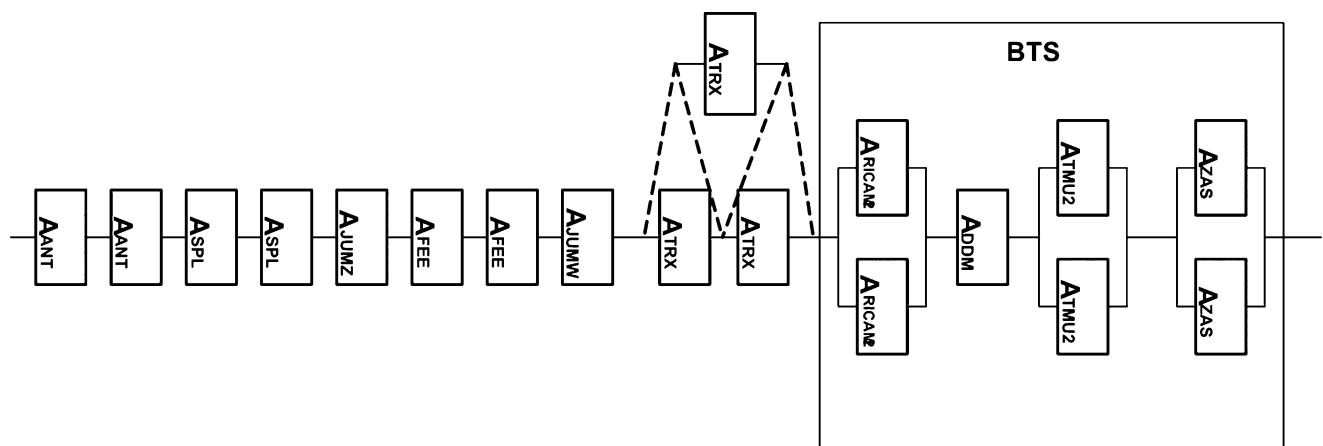 ATRX
BTS
ARICAM2
ATMU2
AZAS
AANT
AANT
ASPL
ASPL
AJUMZ
AFEE
AFEE
AJUMW
ATRX
ATRX
ADDM
ARICAM2
ATMU2
AZAS